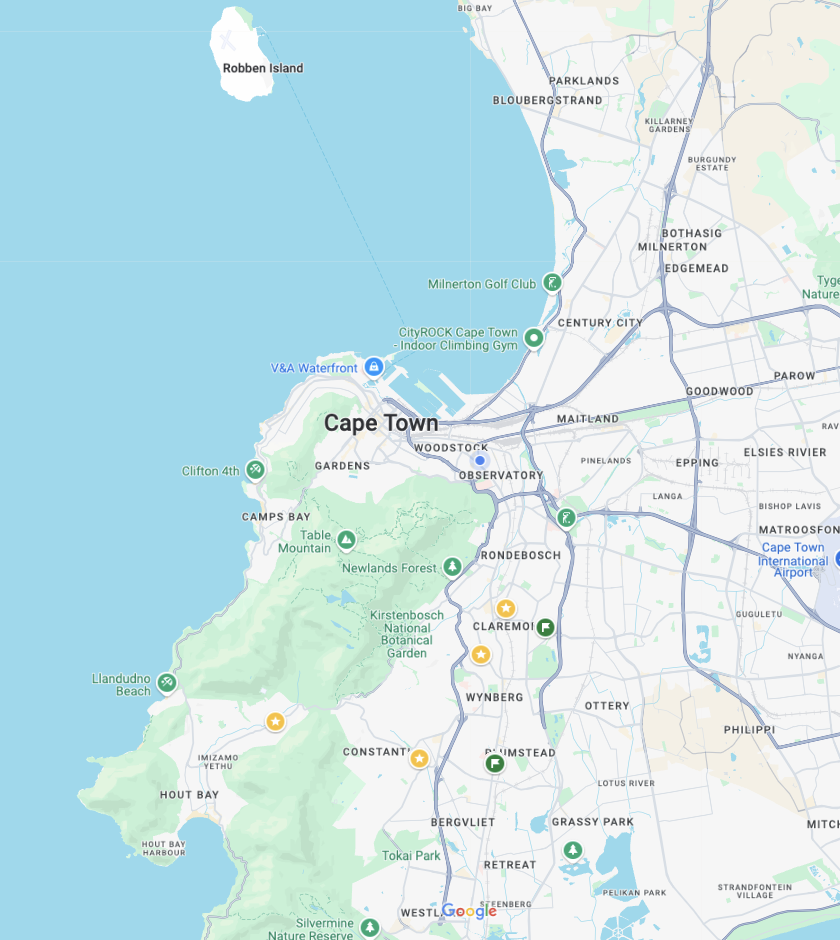 BIG BAY
Robben Island
PARKLANDS
BLOUBERGSTRAND
KILLARNEY
GARDENS
BURGUNDY
ESTATE
BOTHASIG
MILNERTON
EDGEMEAD
Milnerton Golf Club
Tyge
Nature
CENTURY CITY
CityROCK Cape Town
- Indoor Climbing Gym
V&A Waterfront
PAROW
GOODWOOD
Cape Town
MAITLAND
RAV
WOODSTOCK
ELSIES RIVIER
PINELANDS
EPPING
GARDENS
Clifton 4th
OBSERVATORY
LANGA
BISHOP LAVIS
CAMPS BAY
MATROOSFON
Table
Mountain
RONDEBOSCH
Cape Town
International
Airport
Newlands Forest
Kirstenbosch
National
Botanical
Garden
GUGULETU
CLAREMO
NYANGA
Llandudno
Beach
WYNBERG
OTTERY
PHILIPPI
CONSTANT
PLUMSTEAD
IMIZAMO
YETHU
LOTUS RIVER
HOUT BAY
BERGVLIET
GRASSY PARK
MITCH
HOUT BAY
HARBOUR
Tokai Park
RETREAT
PELIKAN PARK
STRANDFONTEIN
VILLAGE
WESTL
Google
STEENBERG
Silvermine
Nature Reserve